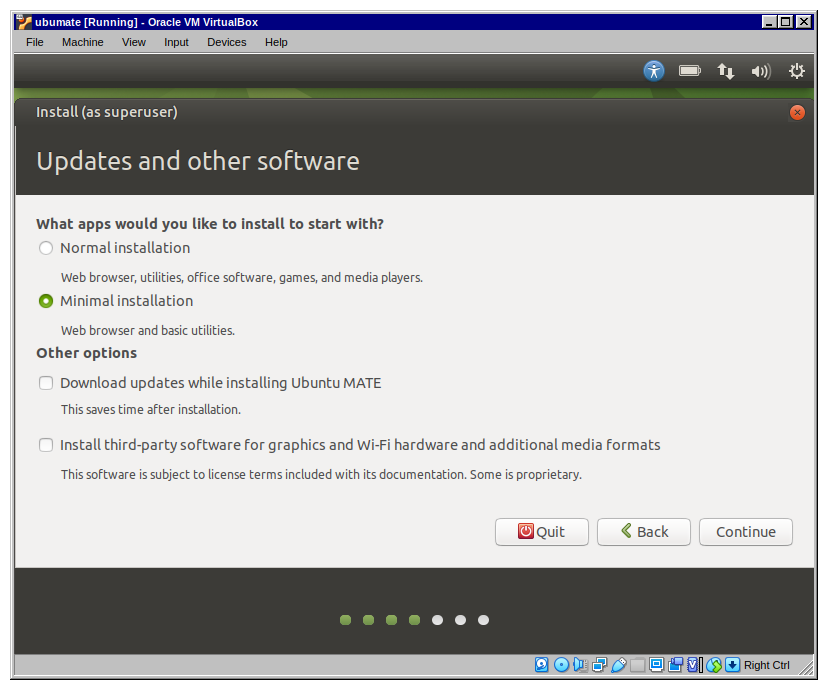 ubumate [Running] - Oracle VM VirtualBox
File Machine View Input Devices Help
Install (as superuser)
Updates and other software
What apps would you like to install to start with?
Normal installation
Web browser, utilities, office software, games, and media players.
Minimal installation
Web browser and basic utilities.
Other options
Download updates while installing Ubuntu MATE
This saves time after installation.
Install third-party software for graphics and Wi-Fi hardware and additional media formats
This software is subject to license terms included with its documentation. Some is proprietary.
Quit Back Continue
Right Ctrl